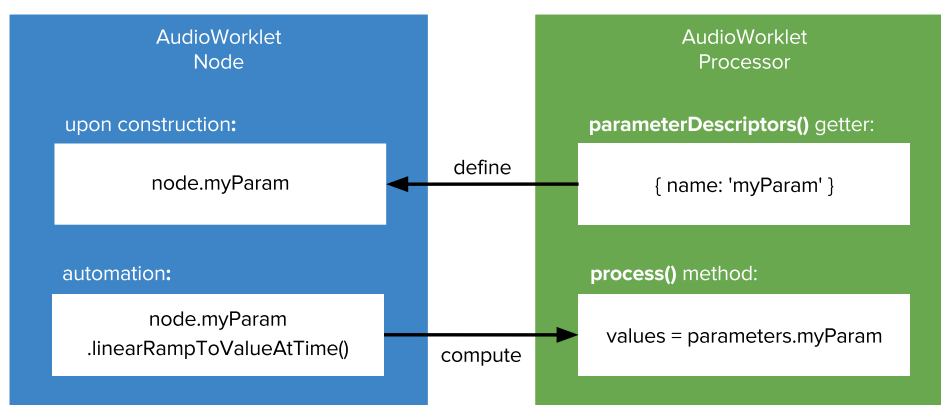 AudioWorklet
Node
upon construction:
node.myParam
automation:
node.myParam
.linearRampToValueAtTime()
define
compute
AudioWorklet
Processor
parameterDescriptors() getter:
{ name: 'myParam' }
process() method:
values = parameters.myParam